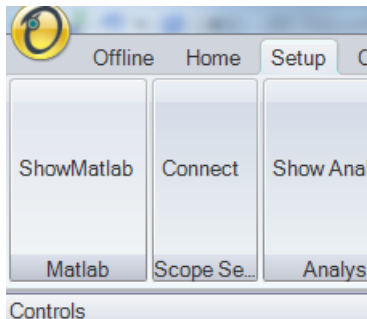 Offline Home Setup
ShowMatlab Connect Show Anal
Matlab Scope Se... Analys
Controls